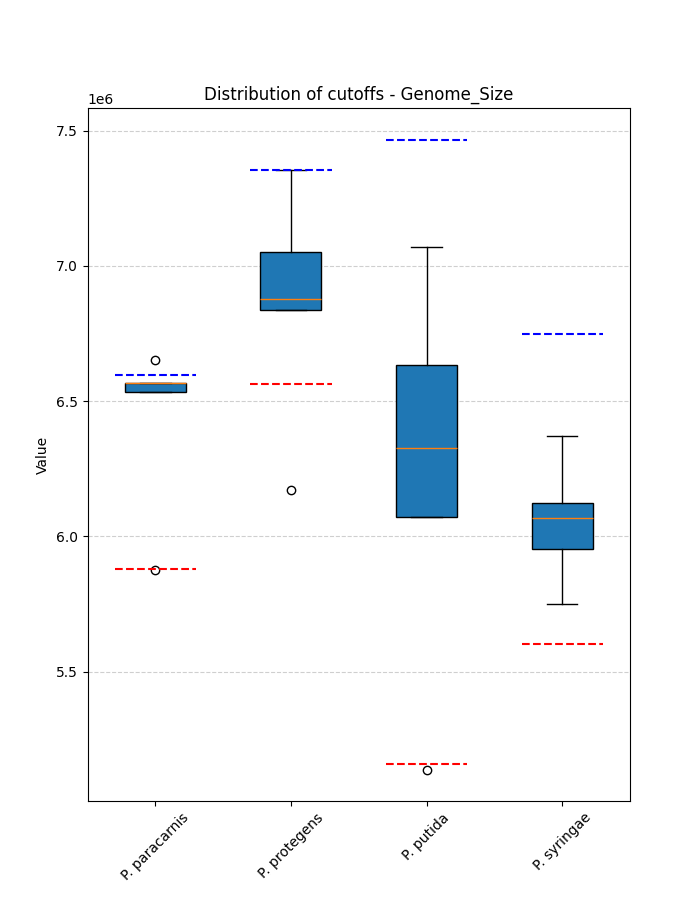 Distribution of cutoffs - Genome_Size
1e6
7.5
7.0
6.5
6.0
5.5
Value
P. paracarnis
P. protegens
P. putida
P. syringae